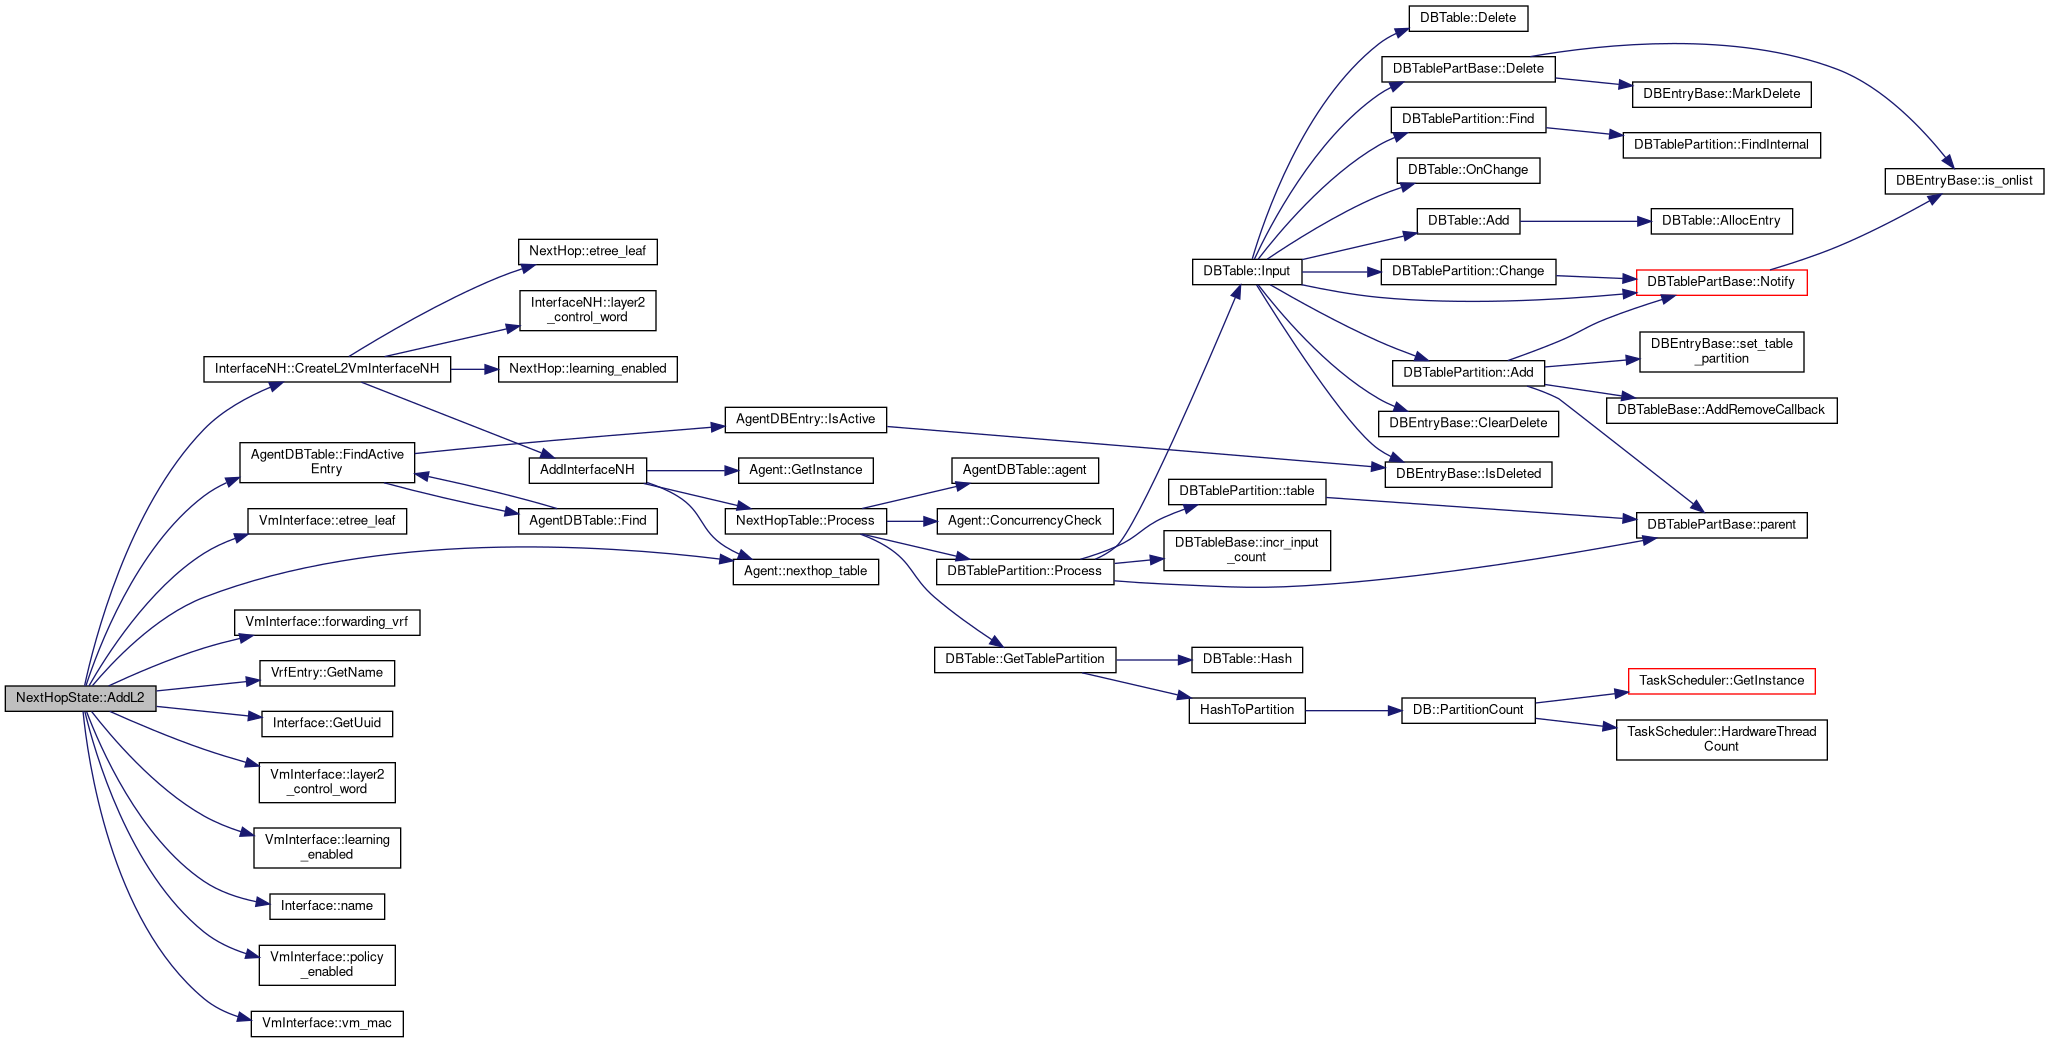 NextHopState::AddL2
InterfaceNH::CreateL2VmInterfaceNH
NextHop::etree_leaf
InterfaceNH::layer2
_control_word
NextHop::learning_enabled
AddInterfaceNH
Agent::GetInstance
NextHopTable::Process
Agent::nexthop_table
AgentDBTable::agent
Agent::ConcurrencyCheck
DBTablePartition::Process
DBTable::GetTablePartition
DBTable::Input
DBTablePartition::table
DBTableBase::incr_input
_count
DBTable::Hash
HashToPartition
DBTable::Delete
DBTablePartBase::Delete
DBTablePartition::Find
DBTable::OnChange
DBTable::Add
DBTablePartition::Change
DBTablePartition::Add
DBEntryBase::ClearDelete
DBEntryBase::IsDeleted
DB::PartitionCount
DBEntryBase::MarkDelete
DBTablePartition::FindInternal
DBTable::AllocEntry
DBTablePartBase::Notify
DBEntryBase::set_table
_partition
DBTableBase::AddRemoveCallback
DBTablePartBase::parent
TaskScheduler::GetInstance
TaskScheduler::HardwareThread
Count
DBEntryBase::is_onlist
AgentDBTable::FindActive
Entry
AgentDBEntry::IsActive
AgentDBTable::Find
VmInterface::etree_leaf
VmInterface::forwarding_vrf
VrfEntry::GetName
Interface::GetUuid
VmInterface::layer2
_control_word
VmInterface::learning
_enabled
Interface::name
VmInterface::policy
_enabled
VmInterface::vm_mac